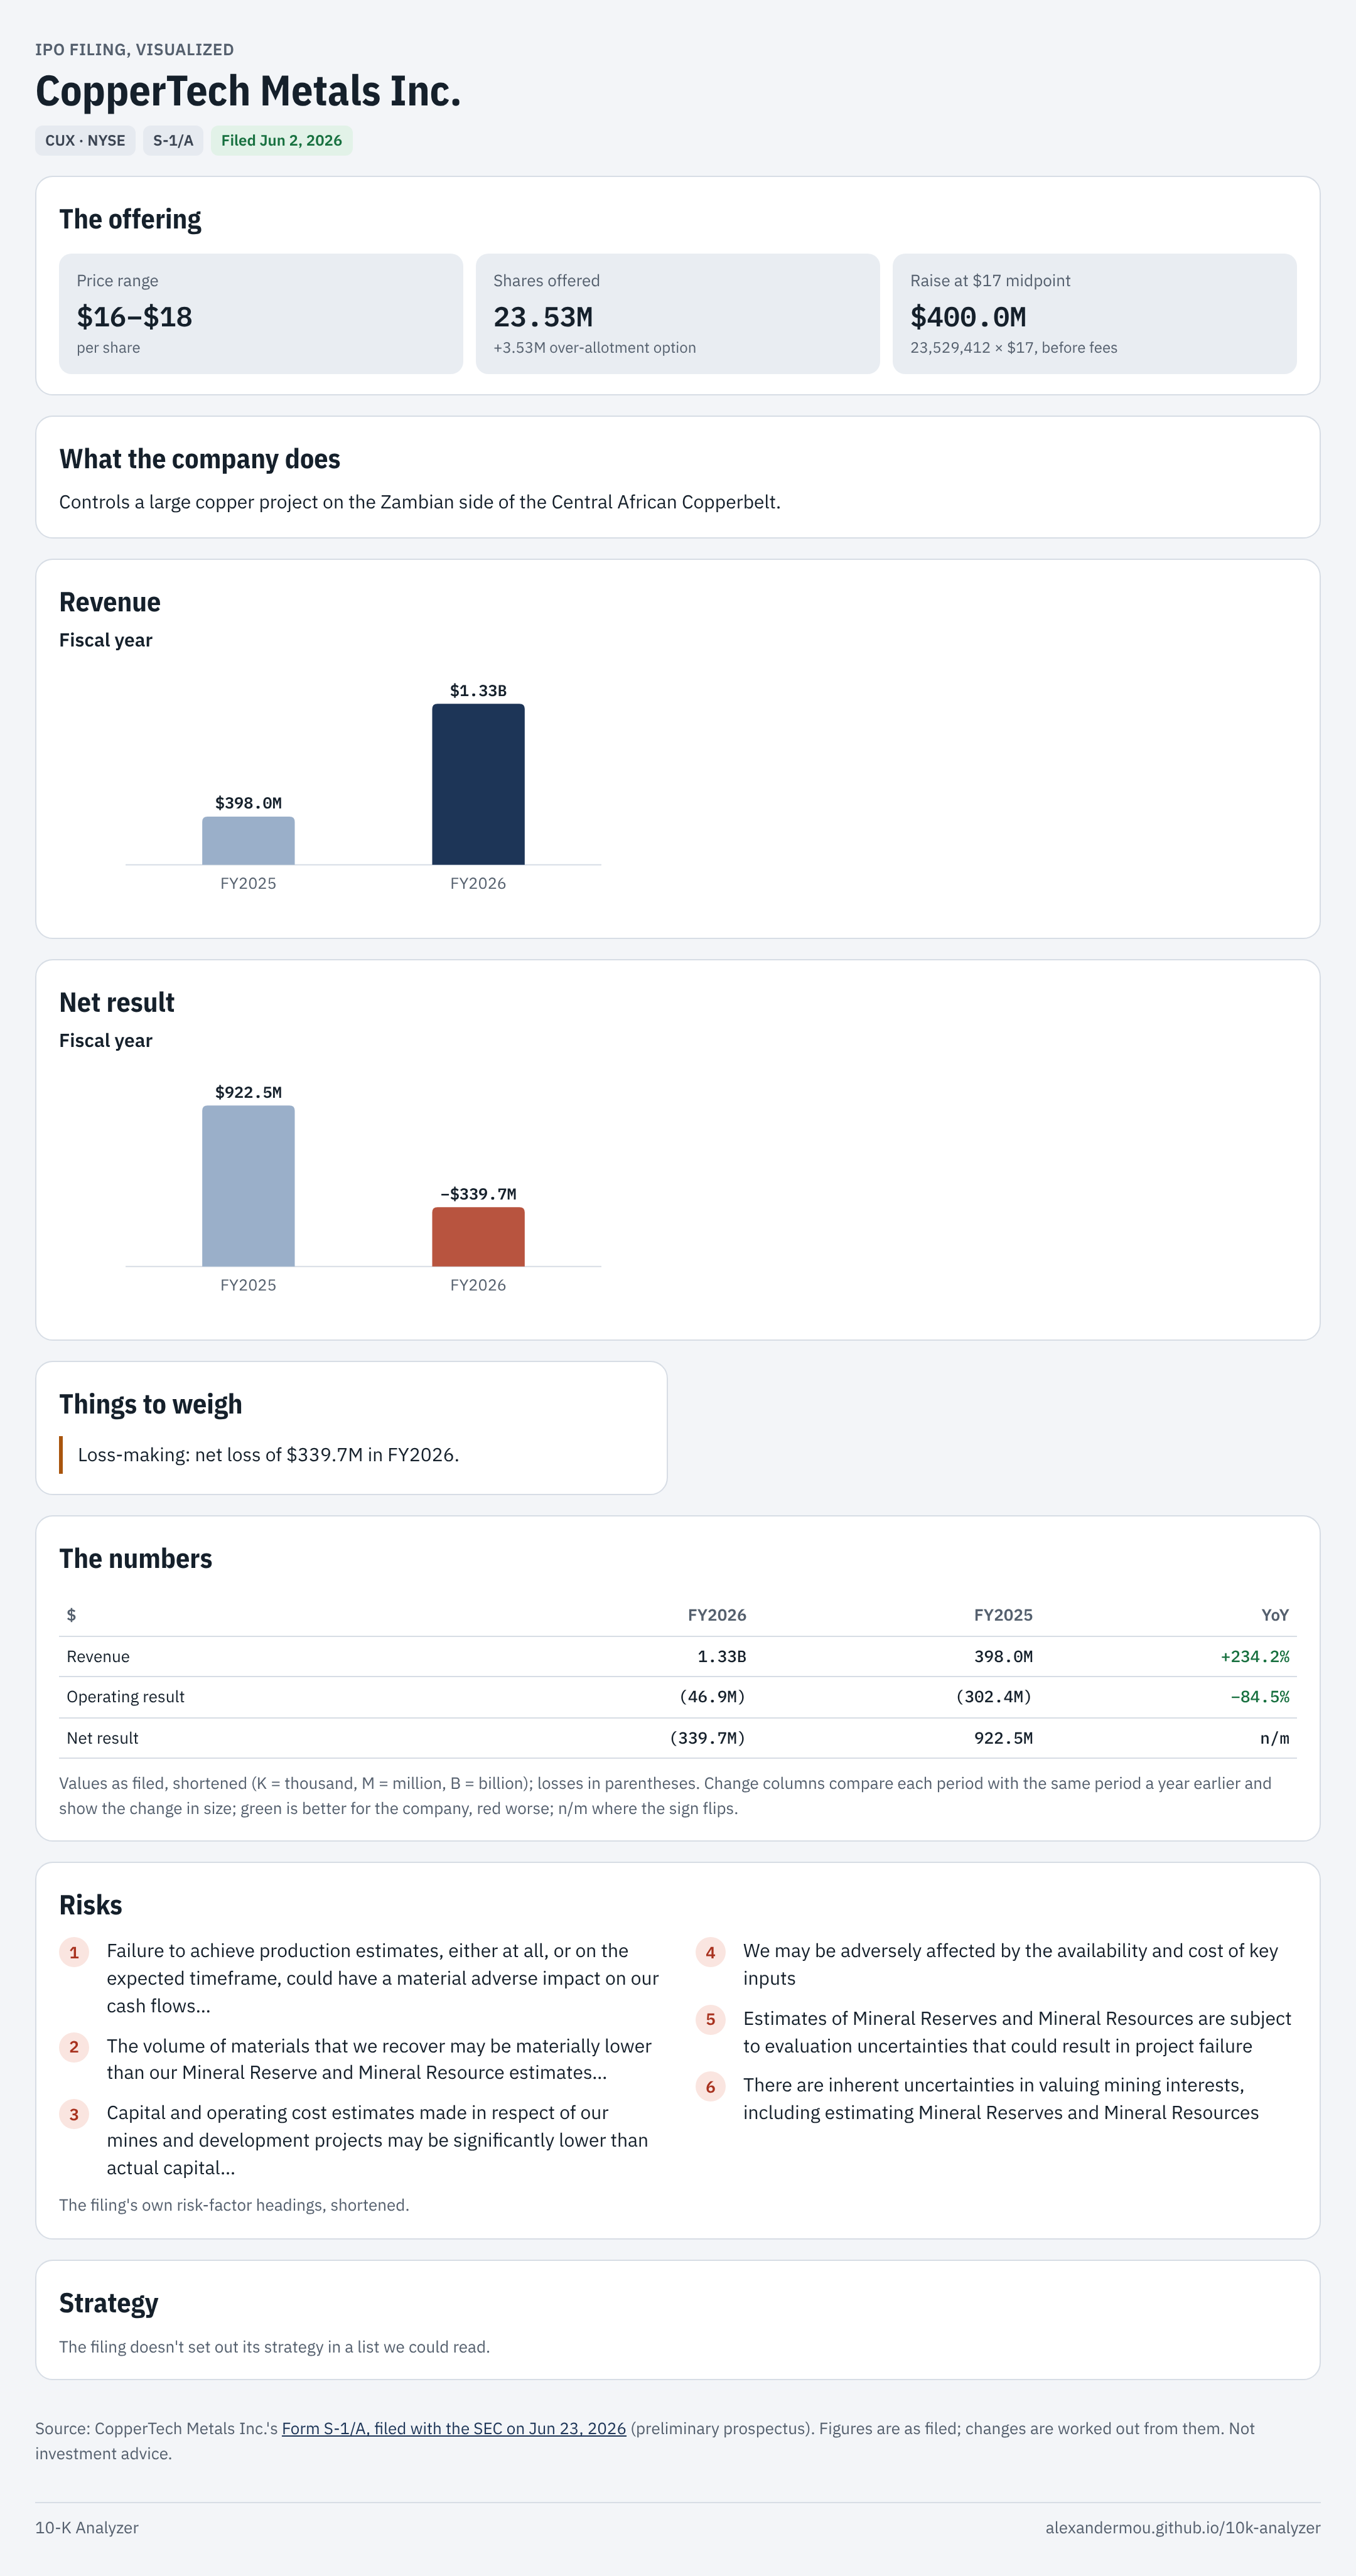 IPO FILING, VISUALIZED
CopperTech Metals Inc.
CUX · NYSE
S-1/A
Filed Jun 2, 2026
The offering
Price range
$16–$18
per share
Shares offered
23.53M
+3.53M over-allotment option
Raise at $17 midpoint
$400.0M
23,529,412 × $17, before fees
What the company does
Controls a large copper project on the Zambian side of the Central African Copperbelt.
Revenue
Fiscal year
$398.0M
$1.33B
FY2025
FY2026
Net result
Fiscal year
$922.5M
−$339.7M
FY2025
FY2026
Things to weigh
Loss-making: net loss of $339.7M in FY2026.
The numbers
$ FY2026 FY2025 YoY
Revenue 1.33B 398.0M +234.2%
Operating result (46.9M) (302.4M) −84.5%
Net result (339.7M) 922.5M n/m
Values as filed, shortened (K = thousand, M = million, B = billion); losses in parentheses. Change columns compare each period with the same period a year earlier and
show the change in size; green is better for the company, red worse; n/m where the sign flips.
Risks
1 Failure to achieve production estimates, either at all, or on the
expected timeframe, could have a material adverse impact on our
cash flows…
2 The volume of materials that we recover may be materially lower
than our Mineral Reserve and Mineral Resource estimates…
3 Capital and operating cost estimates made in respect of our
mines and development projects may be significantly lower than
actual capital…
4 We may be adversely affected by the availability and cost of key
inputs
5 Estimates of Mineral Reserves and Mineral Resources are subject
to evaluation uncertainties that could result in project failure
6 There are inherent uncertainties in valuing mining interests,
including estimating Mineral Reserves and Mineral Resources
The filing's own risk-factor headings, shortened.
Strategy
The filing doesn't set out its strategy in a list we could read.
Source: CopperTech Metals Inc.'s Form S-1/A, filed with the SEC on Jun 23, 2026 (preliminary prospectus). Figures are as filed; changes are worked out from them. Not
investment advice.
10-K Analyzer
alexandermou.github.io/10k-analyzer